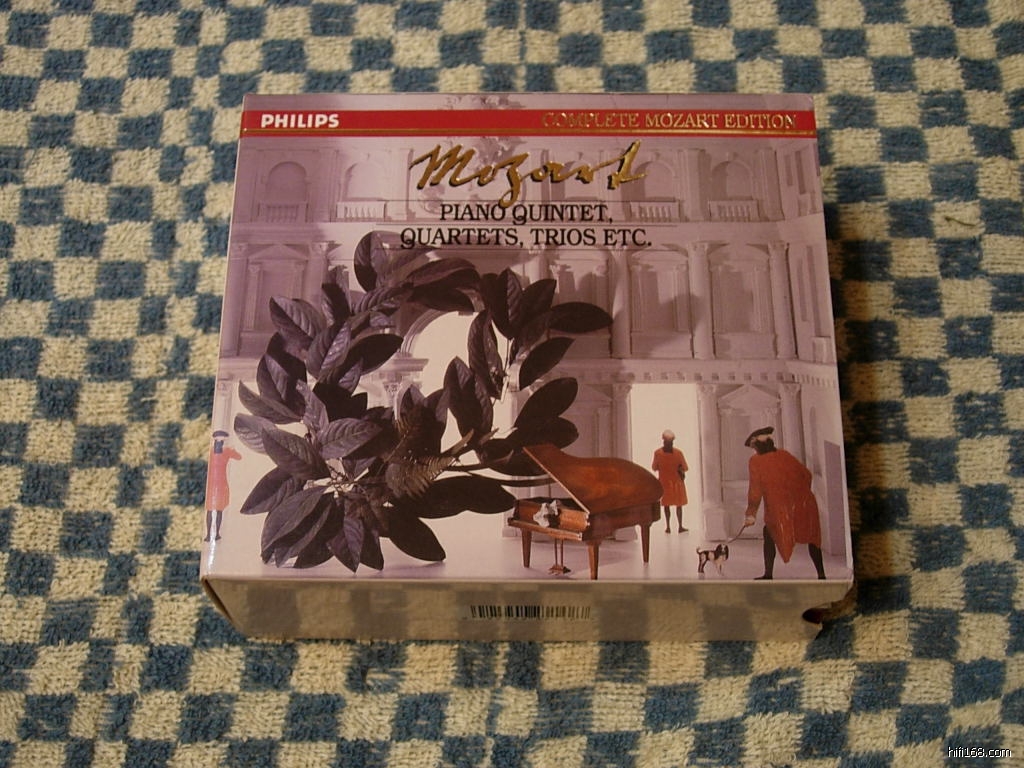 PHILIPS
COMPLETE MOZART EDITION
Mozart
PIANO QUINTET,
QUARTETS, TRIOS ETC.
hifi168.com